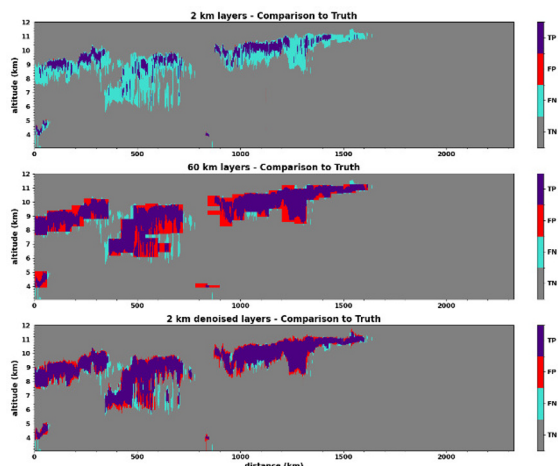 2 km layers - Comparison to Truth
altitude (km)
12
11
10
9
8
7
6
5
4
0
500
1000
1500
2000
TP
FP
FN
TN
60 km layers - Comparison to Truth
altitude (km)
12
11
10
9
8
7
6
5
4
0
500
1000
1500
2000
TP
FP
FN
TN
2 km denoised layers - Comparison to Truth
altitude (km)
12
11
10
9
8
7
6
5
4
3
0
500
1000
1500
2000
distance (km)
TP
FP
FN
TN